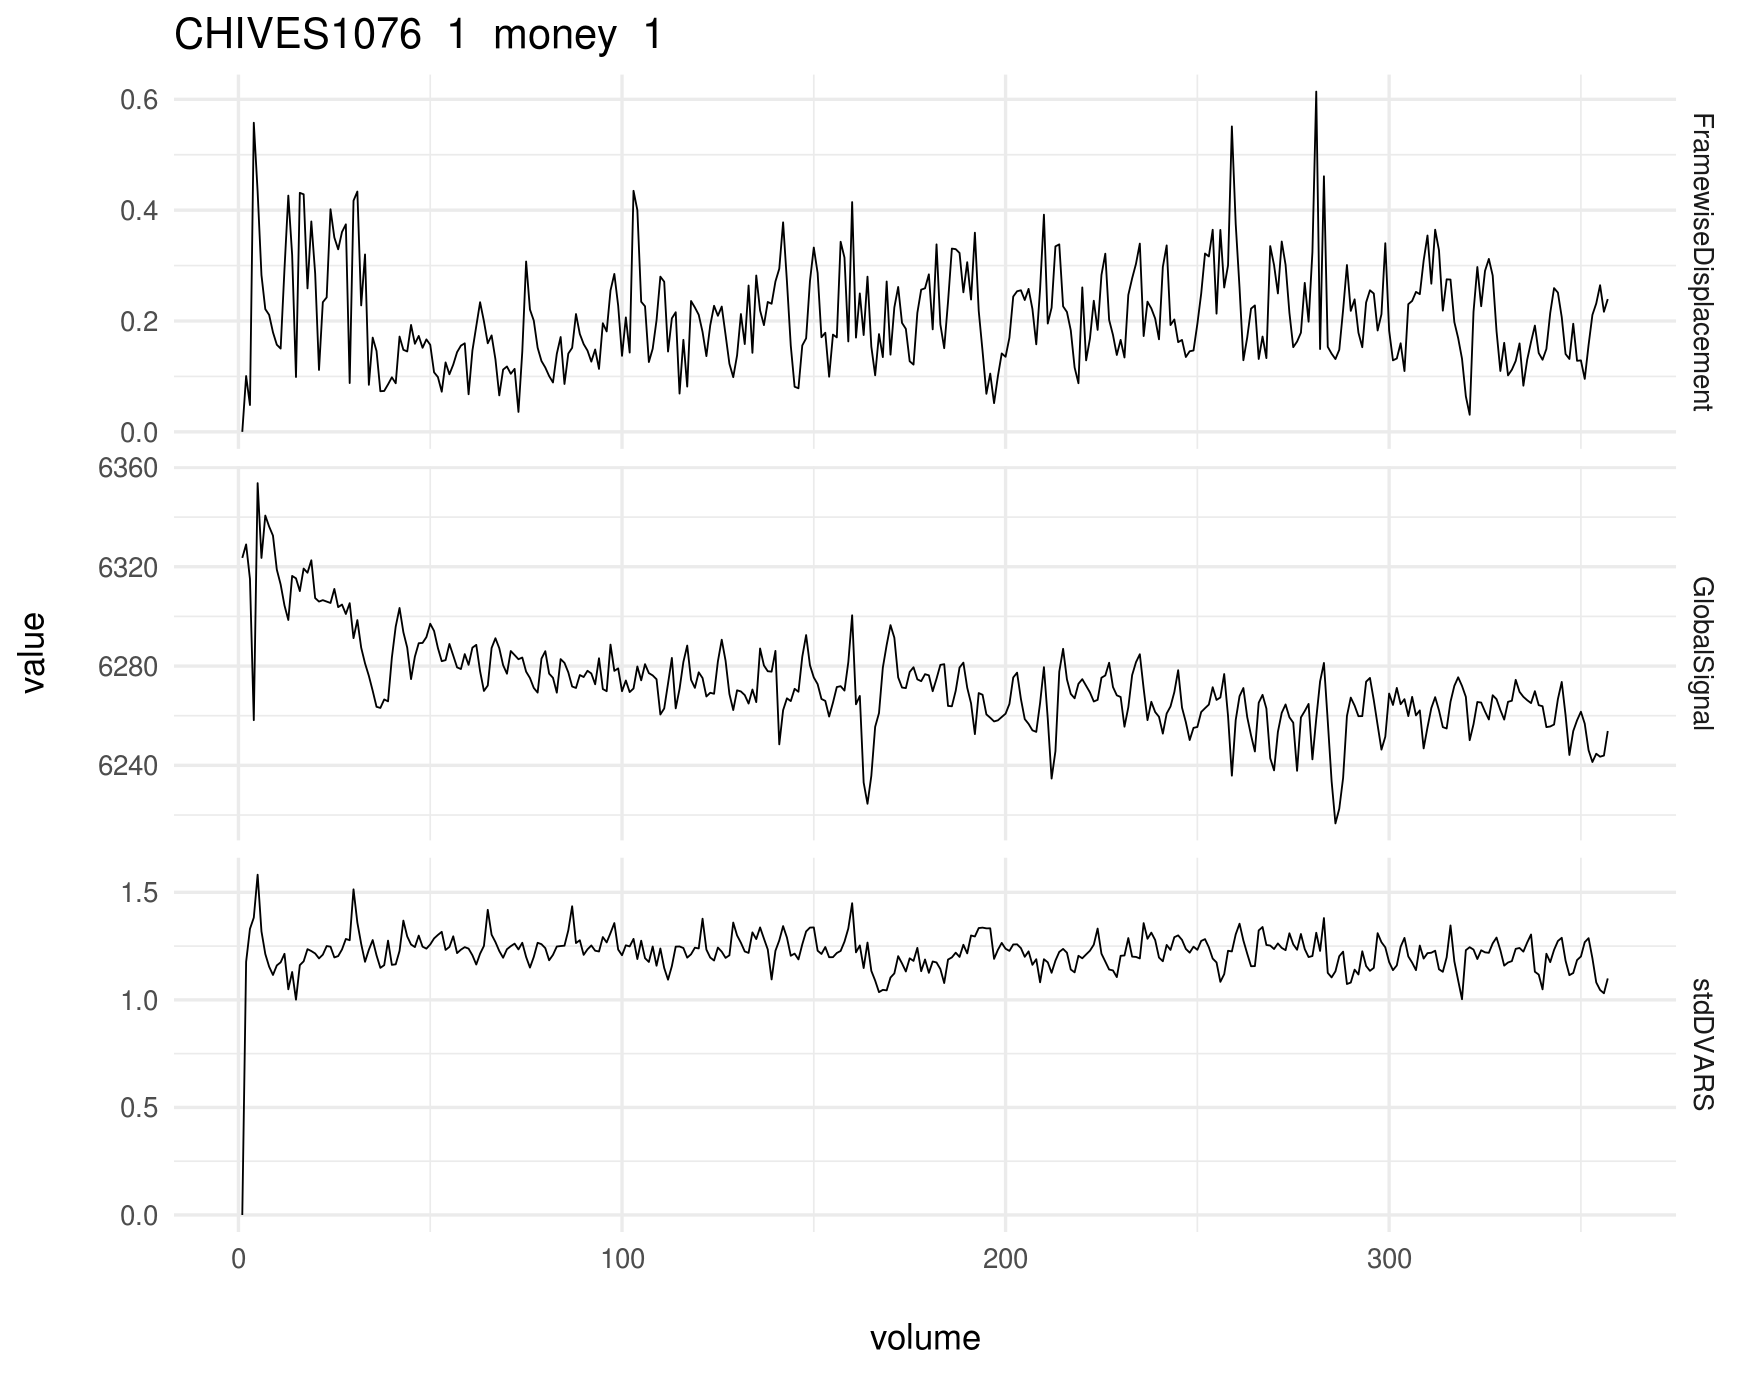 CHIVES1076 1 money 1
0.6
0.4
0.2
0.0
FramewiseDisplacement
6360
6320
6280
6240
GlobalSignal
value
1.5
1.0
0.5
0.0
stdDVARS
0 100 200 300
volume